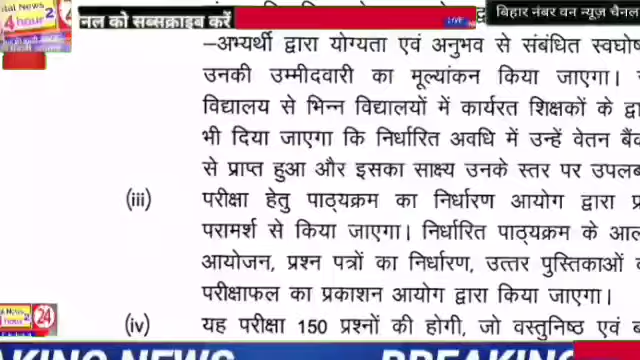 बिहार नंबर वन न्यूज़ चैनल
चैनल को सब्सक्राइब करें
LIVE
–अभ्यर्थी द्वारा योग्यता एवं अनुभव से संबंधित
उनकी उम्मीदवारी का मूल्यांकन किया जाएगा।
विद्यालय से भिन्न विद्यालयों में कार्यरत शिक्षकों के
भी दिया जाएगा कि निर्धारित अवधि में उन्हें वेतन
से प्राप्त हुआ और इसका साक्ष्य उनके स्तर पर
(iii) परीक्षा हेतु पाठ्यक्रम का निर्धारण आयोग द्वारा
परामर्श से किया जाएगा। निर्धारित पाठ्यक्रम के
आयोजन, प्रश्न पत्रों का निर्धारण, उत्तर पुस्तिकाओं
परीक्षाफल का प्रकाशन आयोग द्वारा किया जाएगा।
(iv) यह परीक्षा 150 प्रश्नों की होगी, जो वस्तुनिष्ठ एवं
24